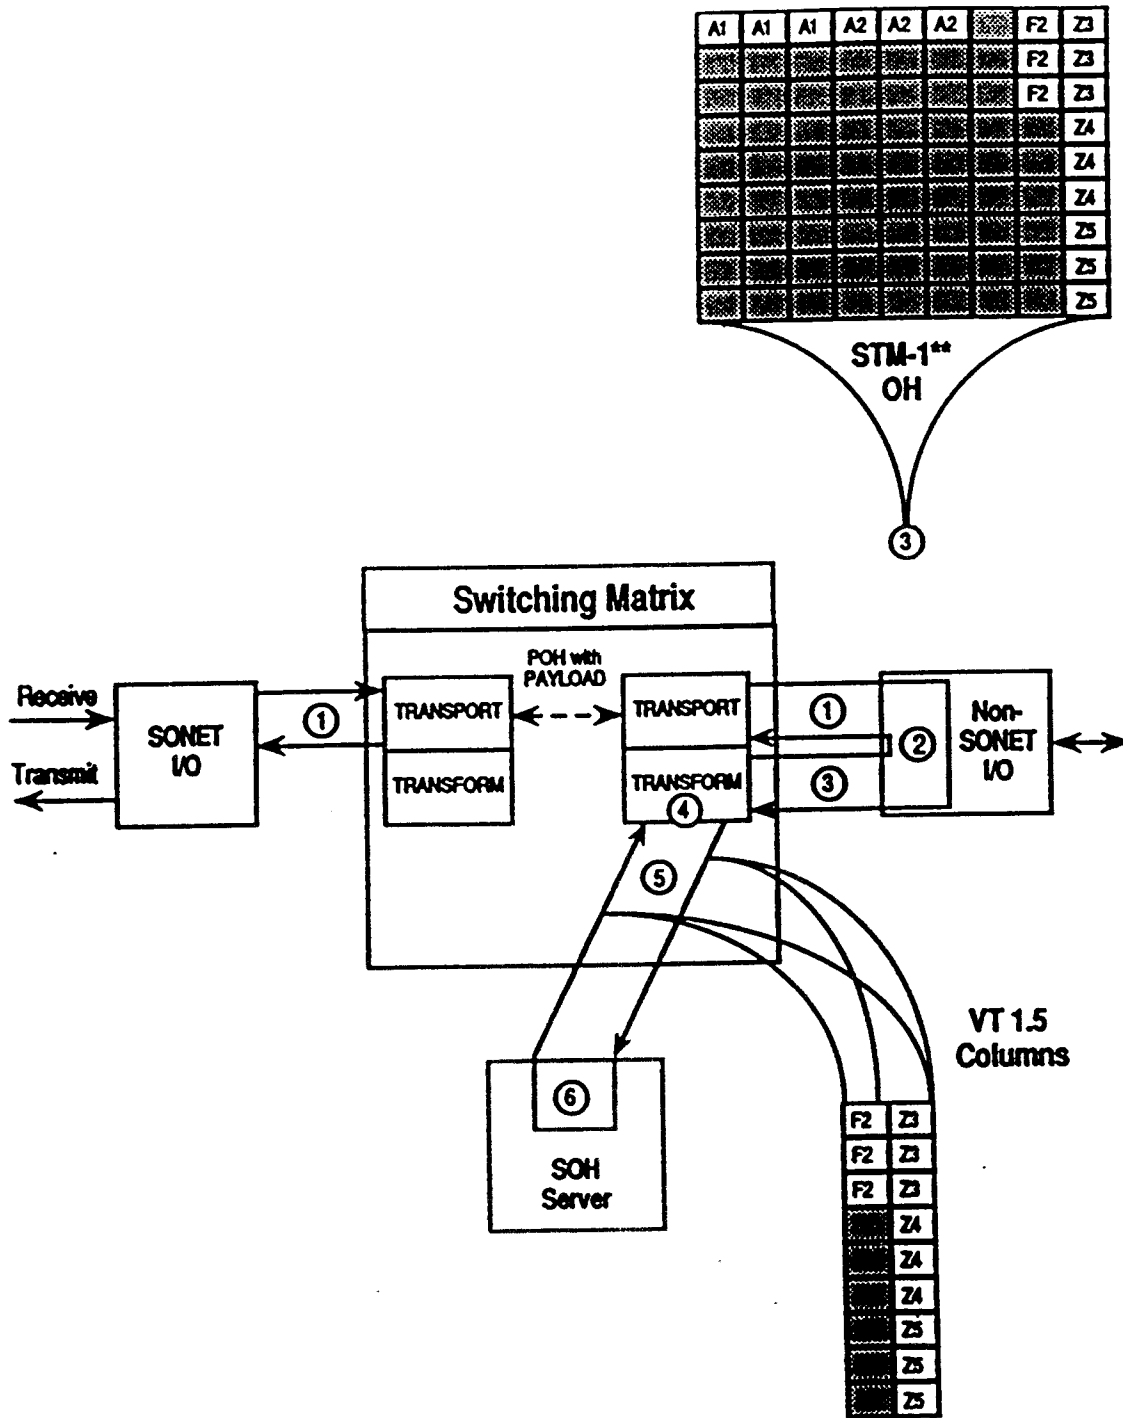 A1 A1 A1 A2 A2 A2 F2 Z3
F2 Z3
F2 Z3
Z4
Z4
Z4
Z5
Z5
Z5
STM-1**
OH
3
Switching Matrix
POH with
PAYLOAD
Receive
Transmit
SONET
I/O
1
TRANSPORT
TRANSFORM
TRANSPORT
TRANSFORM
4
1
3
2
Non-
SONET
I/O
5
6
SOH
Server
VT 1.5
Columns
F2 Z3
F2 Z3
F2 Z3
Z4
Z4
Z4
Z5
Z5
Z5